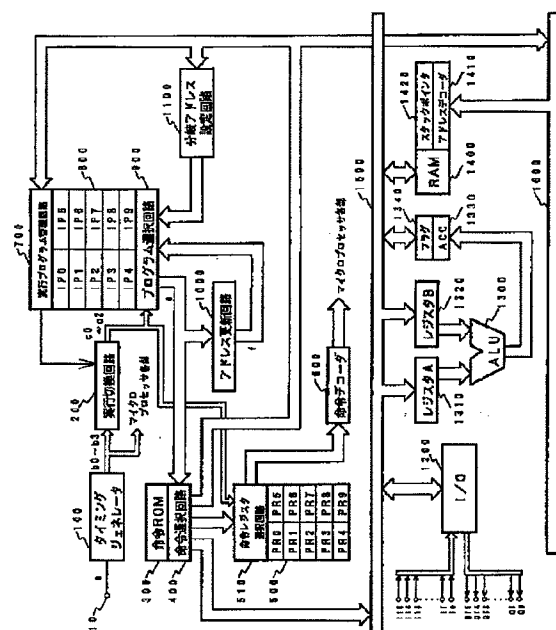 10
a
100
タイミング
ジェネレータ
b0~b3
マイクロ
プロセッサ各部
200
実行切換回路
c0
~c2
700
実行プログラム管理回路
IP0 IP5
IP1 IP6
IP2 IP7
IP3 IP8
IP4 IP9
800
プログラム選択回路
900
1100
分岐アドレス
設定回路
1000
アドレス更新回路
f
300
命令ROM
400
命令選択回路
510
命令レジスタ
選択回路
500
PR0 PR5
PR1 PR6
PR2 PR7
PR3 PR8
PR4 PR9
600
命令デコーダ
マイクロプロセッサ各部
1500
1200
I/O
1310
レジスタA
1320
レジスタB
1300
ALU
1340
フラグ
ACC
1330
1400
RAM
1420
スタックポインタ
アドレスデコーダ
1410
1600